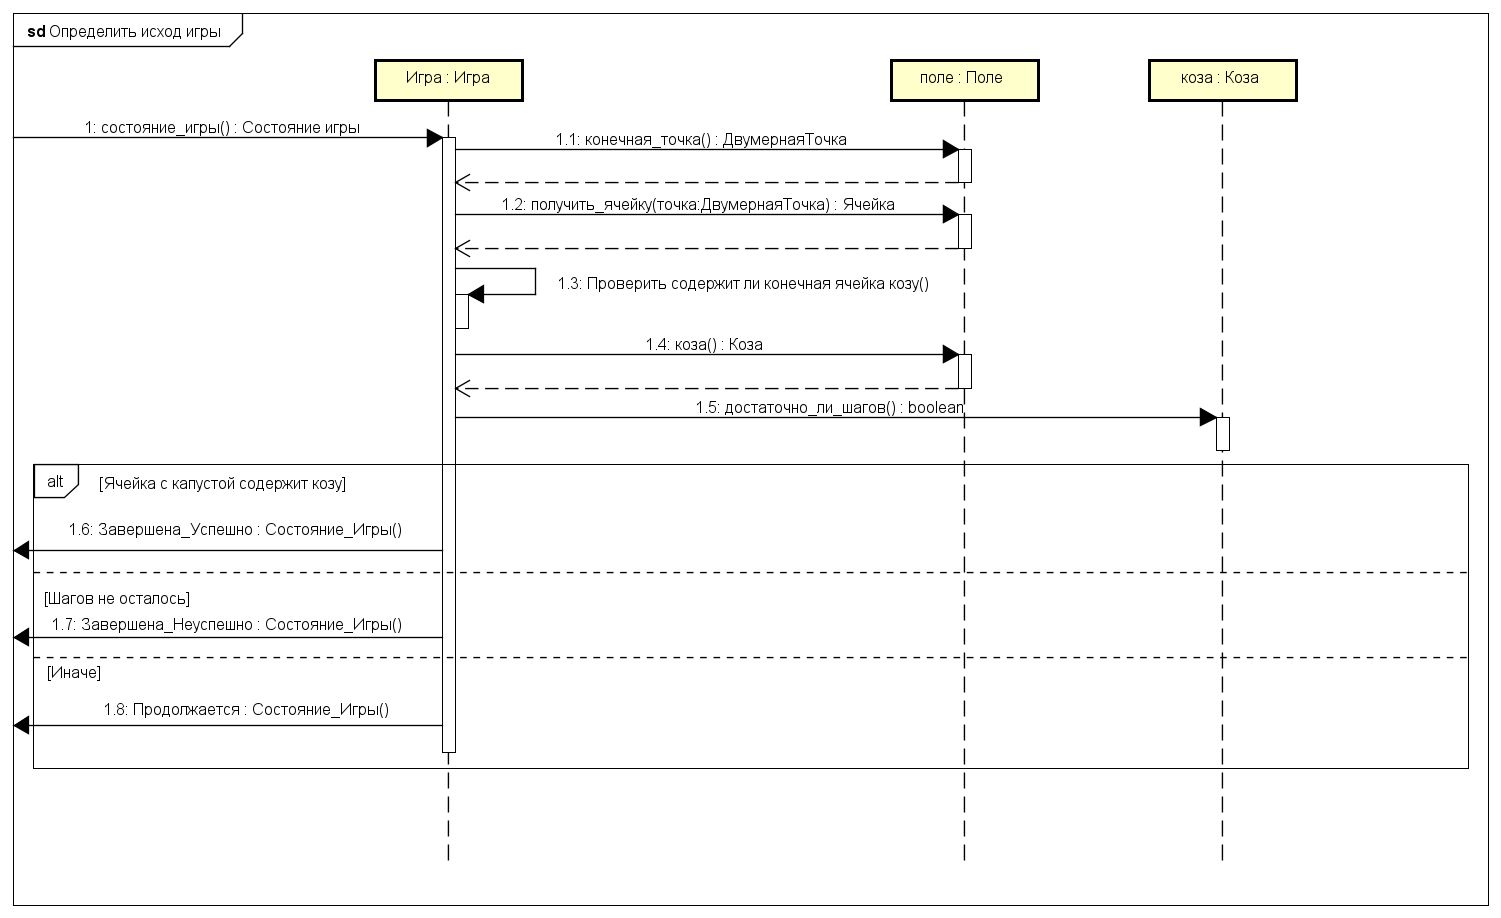 sd Определить исход игры
Игра : Игра
поле : Поле
коза : Коза
1: состояние_игры() : Состояние игры
1.1: конечная_точка() : ДвумернаяТочка
1.2: получить_ячейку(точка:ДвумернаяТочка) : Ячейка
1.3: Проверить содержит ли конечная ячейка козу()
1.4: коза() : Коза
1.5: достаточно_ли_шагов() : boolean
alt
[Ячейка с капустой содержит козу]
1.6: Завершена_Успешно : Состояние_Игры()
[Шагов не осталось]
1.7: Завершена_Неуспешно : Состояние_Игры()
[Иначе]
1.8: Продолжается : Состояние_Игры()